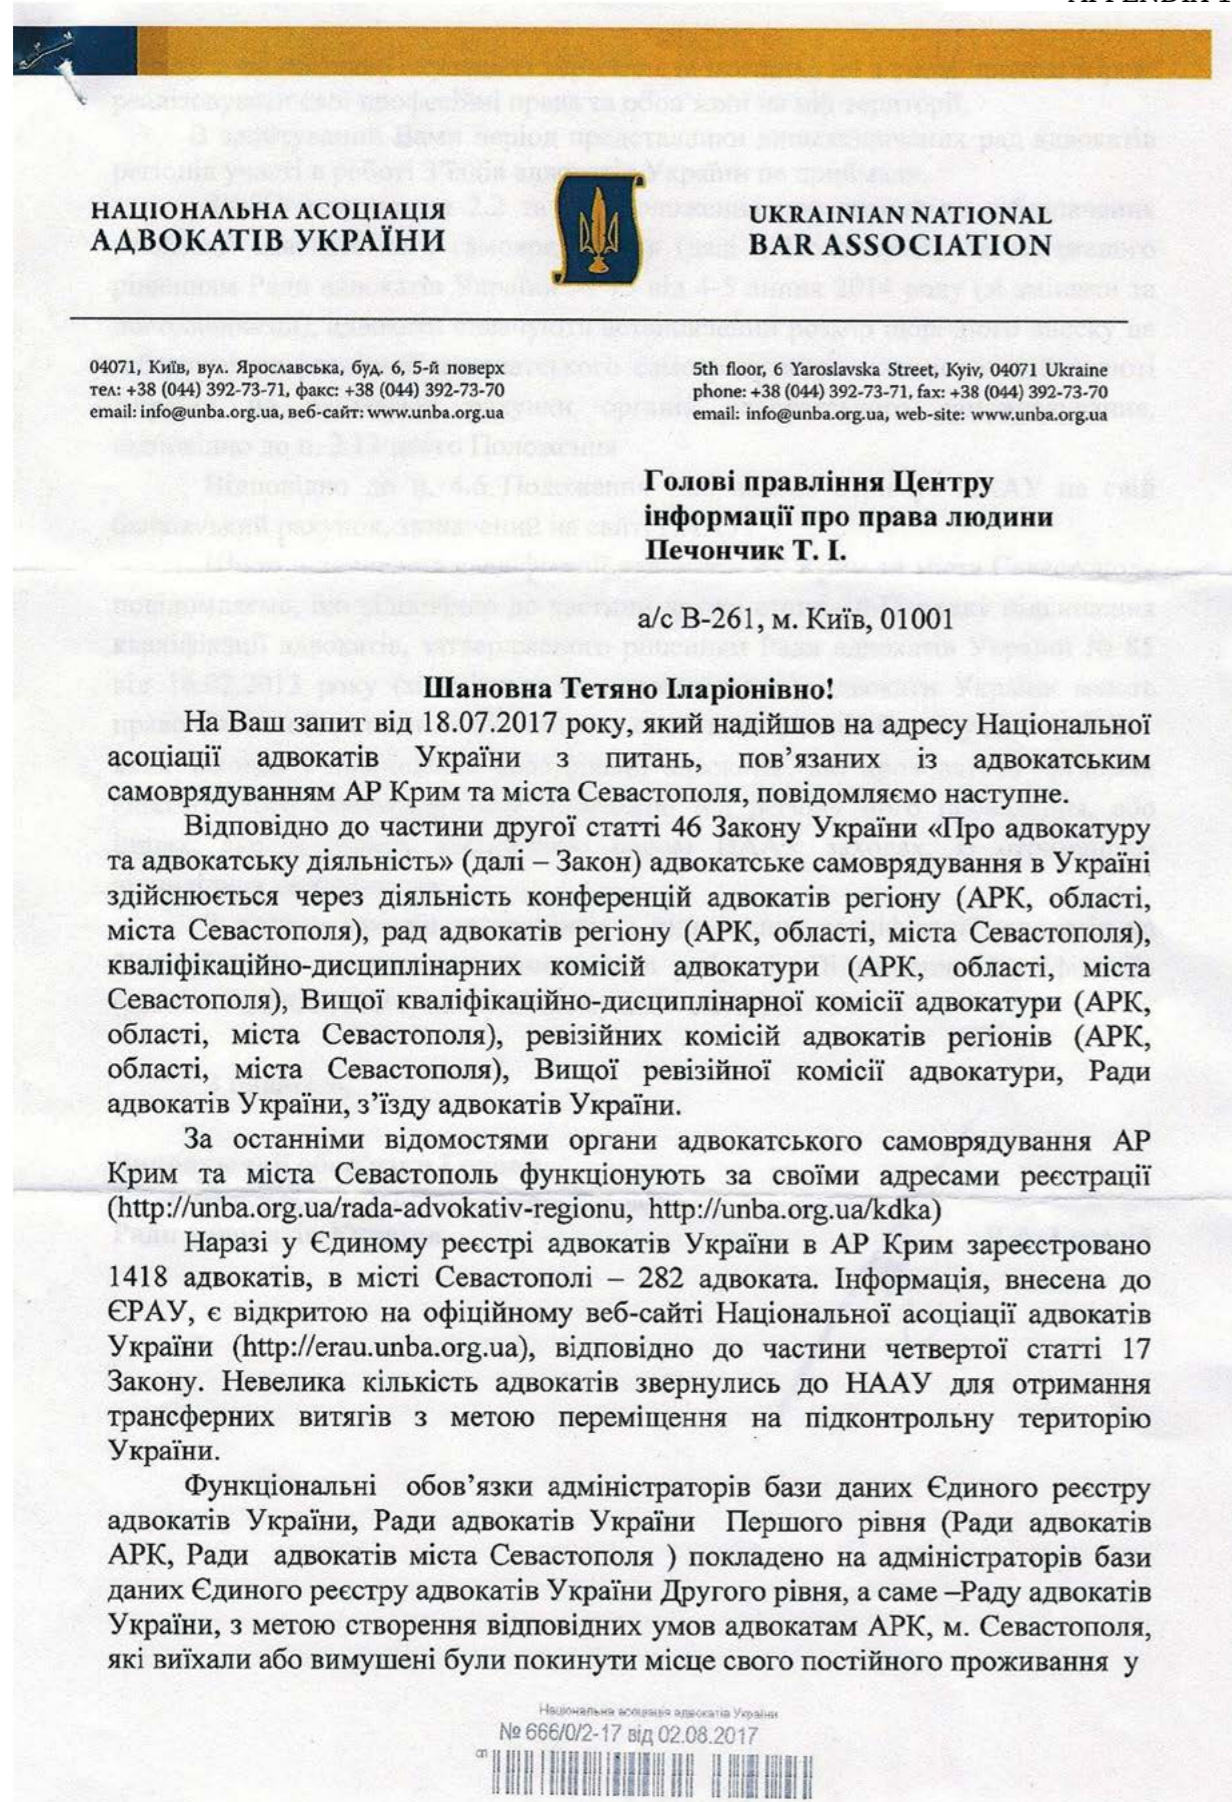 НАЦІОНАЛЬНА АСОЦІАЦІЯ
АДВОКАТІВ УКРАЇНИ
UKRAINIAN NATIONAL
BAR ASSOCIATION
04071, Київ, вул. Ярославська, буд. 6, 5-й поверх
тел: +38 (044) 392-73-71, факс: +38 (044) 392-73-70
email: info@unba.org.ua, веб-сайт: www.unba.org.ua
5th floor, 6 Yaroslavska Street, Kyiv, 04071 Ukraine
phone: +38 (044) 392-73-71, fax: +38 (044) 392-73-70
email: info@unba.org.ua, web-site: www.unba.org.ua
Голові правління Центру
інформації про права людини
Печончик Т. І.
а/с В-261, м. Київ, 01001
Шановна Тетяно Іларіонівно!
На Ваш запит від 18.07.2017 року, який надійшов на адресу Національної
асоціації адвокатів України з питань, пов’язаних із адвокатським
самоврядуванням АР Крим та міста Севастополя, повідомляємо наступне.
Відповідно до частини другої статті 46 Закону України «Про адвокатуру
та адвокатську діяльність» (далі – Закон) адвокатське самоврядування в Україні
здійснюється через діяльність конференцій адвокатів регіону (АРК, області,
міста Севастополя), рад адвокатів регіону (АРК, області, міста Севастополя),
кваліфікаційно-дисциплінарних комісій адвокатури (АРК, області, міста
Севастополя), Вищої кваліфікаційно-дисциплінарної комісії адвокатури (АРК,
області, міста Севастополя), ревізійних комісій адвокатів регіонів (АРК,
області, міста Севастополя), Вищої ревізійної комісії адвокатури, Ради
адвокатів України, з’їзду адвокатів України.
За останніми відомостями органи адвокатського самоврядування АР
Крим та міста Севастополь функціонують за своїми адресами реєстрації
(http://unba.org.ua/rada-advokativ-regionu, http://unba.org.ua/kdka)
Наразі у Єдиному реєстрі адвокатів України в АР Крим зареєстровано
1418 адвокатів, в місті Севастополі – 282 адвоката. Інформація, внесена до
ЄРАУ, є відкритою на офіційному веб-сайті Національної асоціації адвокатів
України (http://erau.unba.org.ua), відповідно до частини четвертої статті 17
Закону. Невелика кількість адвокатів звернулись до НААУ для отримання
трансферних витягів з метою переміщення на підконтрольну територію
України.
Функціональні обов’язки адміністраторів бази даних Єдиного реєстру
адвокатів України, Ради адвокатів України Першого рівня (Ради адвокатів
АРК, Ради адвокатів міста Севастополя ) покладено на адміністраторів бази
даних Єдиного реєстру адвокатів України Другого рівня, а саме –Раду адвокатів
України, з метою створення відповідних умов адвокатам АРК, м. Севастополя,
які виїхали або вимушені були покинути місце свого постійного проживання у
Національна асоціація адвокатів України
№ 666/0/2-17 від 02.08.2017